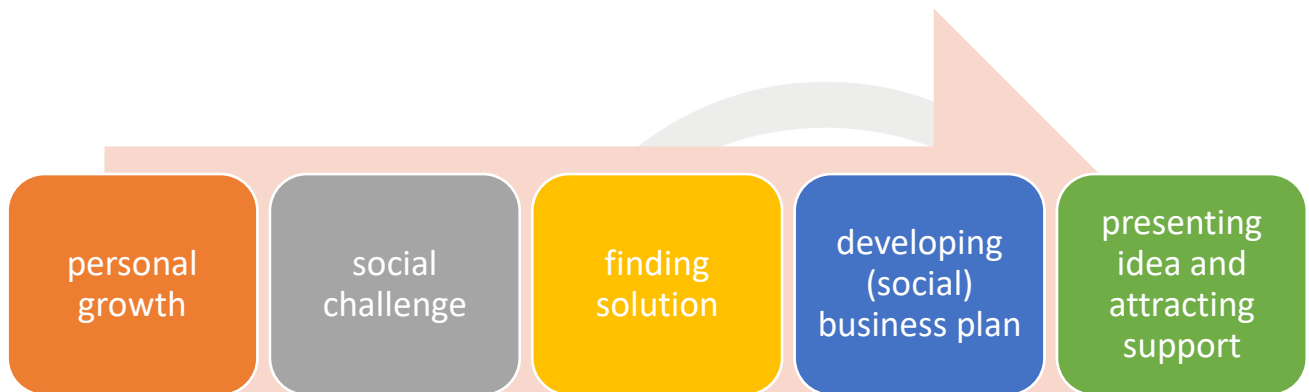 personal
growth
social
challenge
finding
solution
developing
(social)
business plan
presenting
idea and
attracting
support